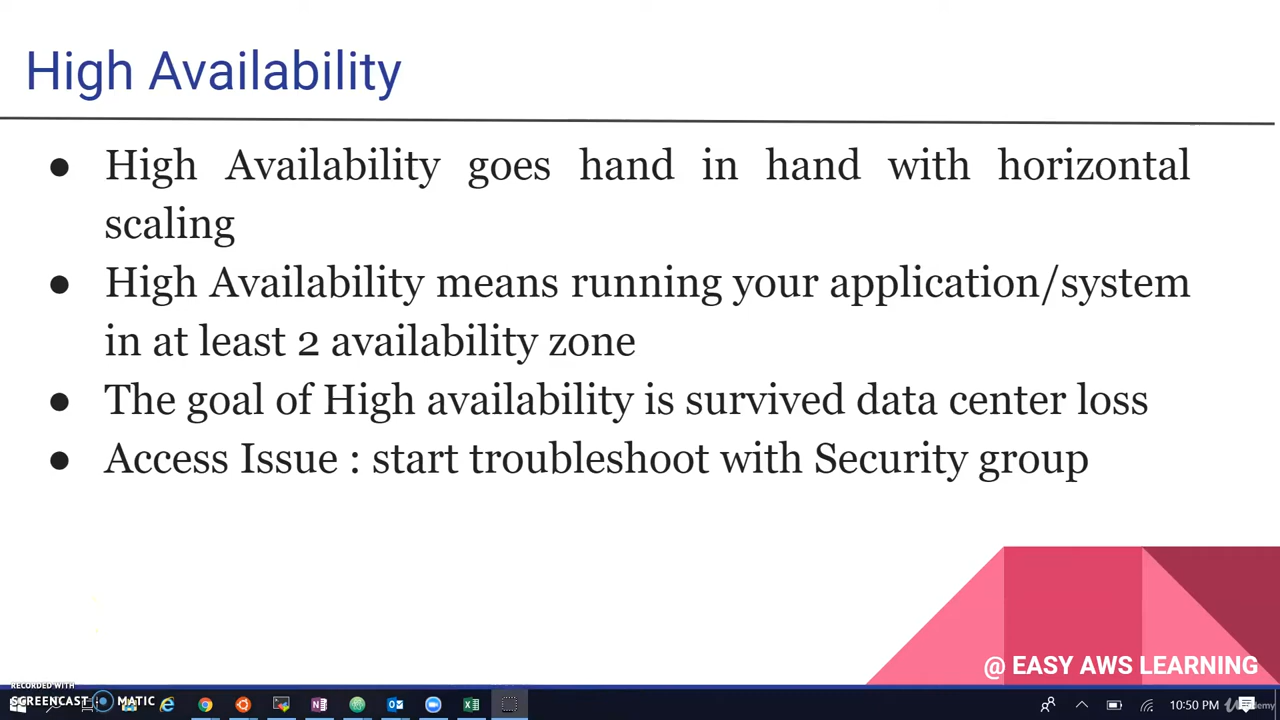 High Availability
● High Availability goes hand in hand with horizontal
scaling
● High Availability means running your application/system
in at least 2 availability zone
● The goal of High availability is survived data center loss
● Access Issue : start troubleshoot with Security group
@ EASY AWS LEARNING
RECORDED WITH
SCREENCAST MATIC
10:50 PM
Udemy